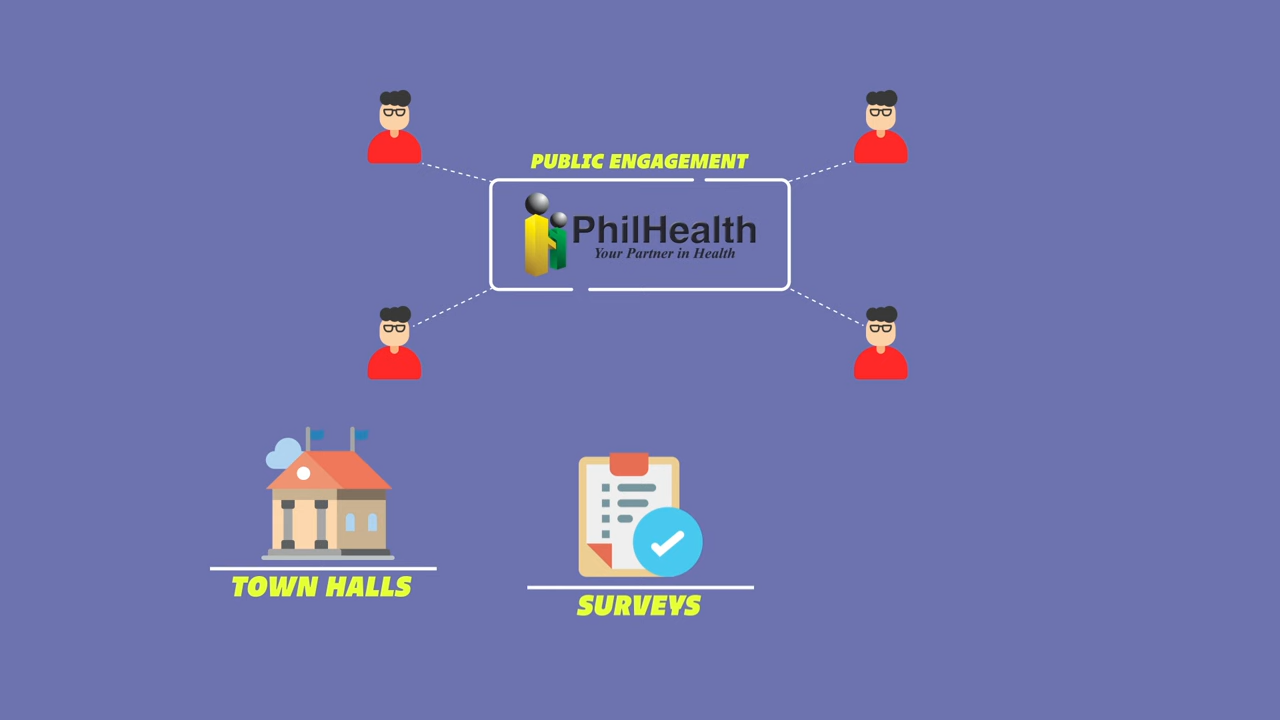 PUBLIC ENGAGEMENT
PhilHealth
Your Partner in Health
TOWN HALLS
SURVEYS